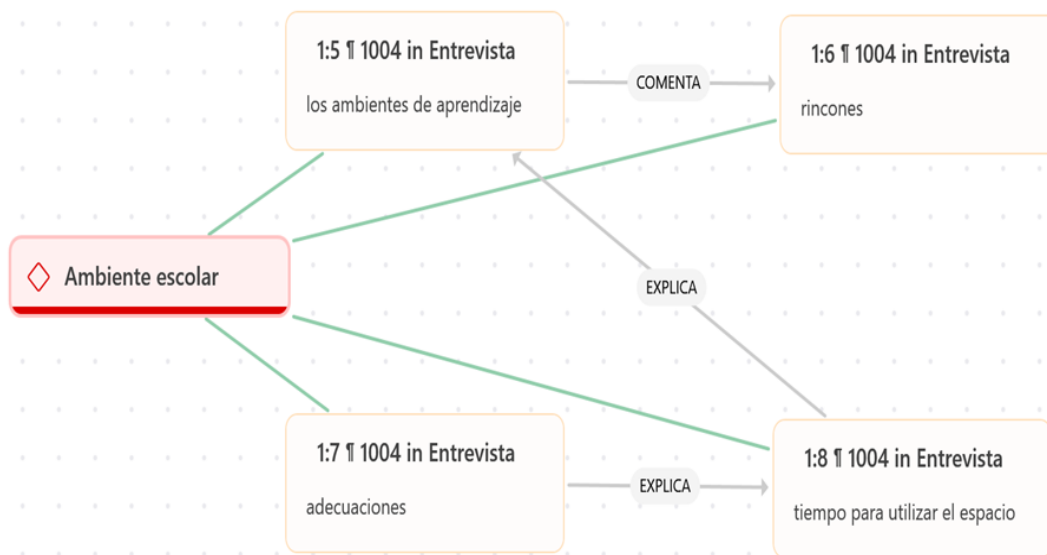 1:5 ¶ 1004 in Entrevista
los ambientes de aprendizaje
COMENTA
1:6 ¶ 1004 in Entrevista
rincones
Ambiente escolar
EXPLICA
1:7 ¶ 1004 in Entrevista
adecuaciones
EXPLICA
1:8 ¶ 1004 in Entrevista
tiempo para utilizar el espacio